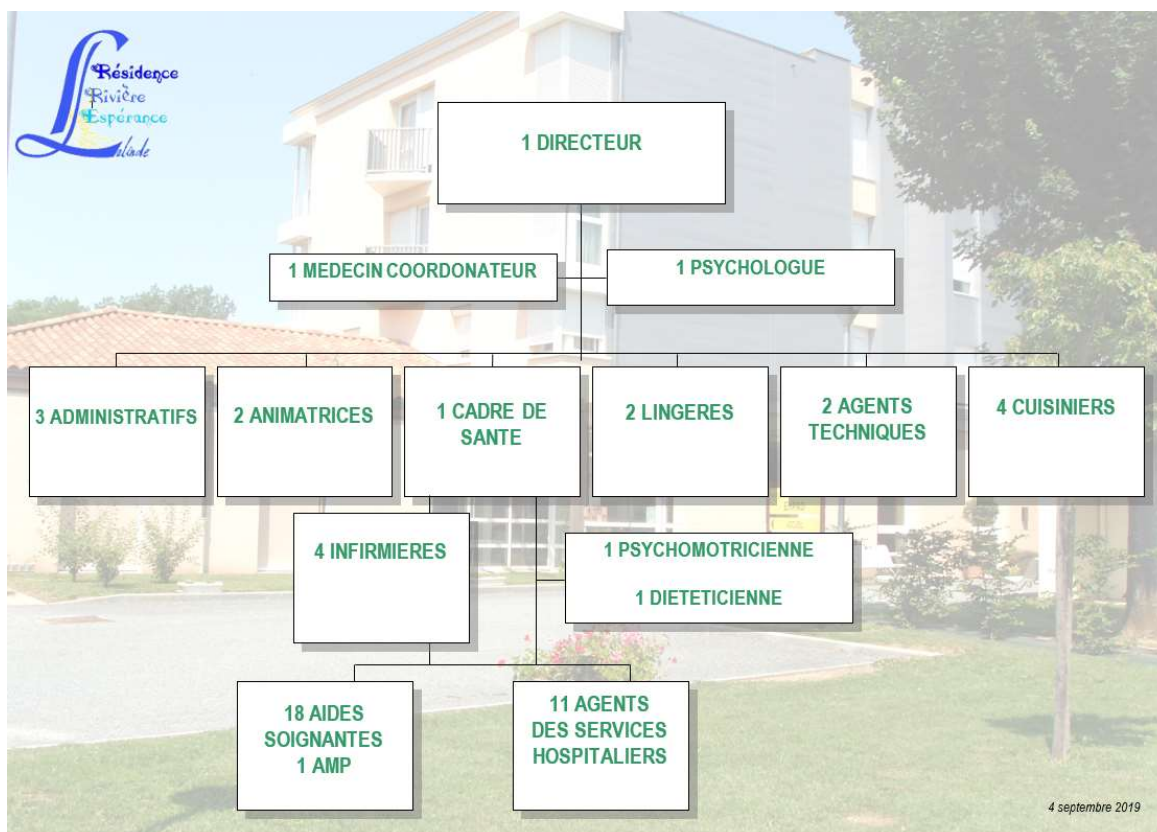 Résidence
Rivière
Espérance
1 DIRECTEUR
1 MEDECIN COORDONATEUR
1 PSYCHOLOGUE
3 ADMINISTRATIFS
2 ANIMATRICES
1 CADRE DE
SANTE
2 LINGERES
2 AGENTS
TECHNIQUES
4 CUISINIERS
4 INFIRMIERES
1 PSYCHOMOTRICIENNE
1 DIETETICIENNE
18 AIDES
SOIGNANTES
1 AMP
11 AGENTS
DES SERVICES
HOSPITALIERS
4 septembre 2019